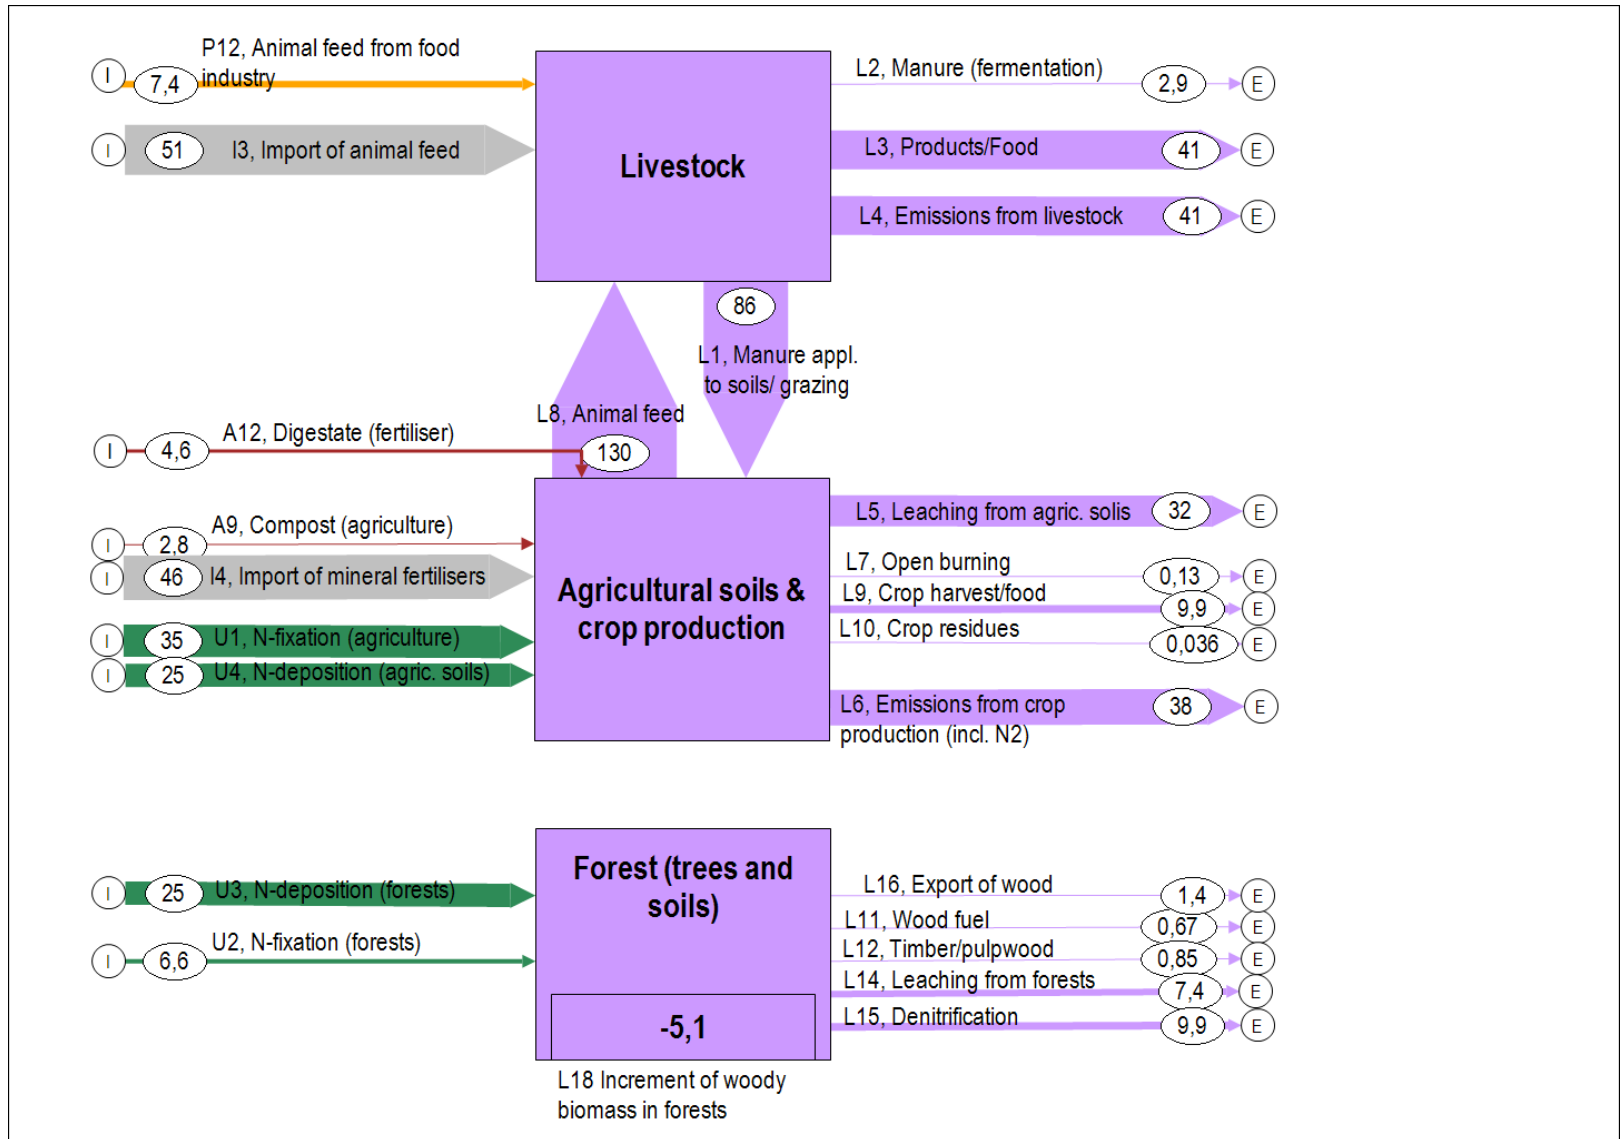 P12, Animal feed from food
industry
I
7,4
I
51
I3, Import of animal feed
Livestock
L2, Manure (fermentation)
2,9
E
L3, Products/Food
41
E
L4, Emissions from livestock
41
E
86
L1, Manure appl.
to soils/ grazing
L8, Animal feed
130
I
4,6
A12, Digestate (fertiliser)
I
2,8
A9, Compost (agriculture)
I
46
I4, Import of mineral fertilisers
I
35
U1, N-fixation (agriculture)
I
25
U4, N-deposition (agric. soils)
Agricultural soils &
crop production
L5, Leaching from agric. solis
32
E
L7, Open burning
0,13
E
L9, Crop harvest/food
9,9
E
L10, Crop residues
0,036
E
L6, Emissions from crop
production (incl. N2)
38
E
I
25
U3, N-deposition (forests)
I
6,6
U2, N-fixation (forests)
Forest (trees and
soils)
-5,1
L18 Increment of woody
biomass in forests
L16, Export of wood
1,4
E
L11, Wood fuel
0,67
E
L12, Timber/pulpwood
0,85
E
L14, Leaching from forests
7,4
E
L15, Denitrification
9,9
E